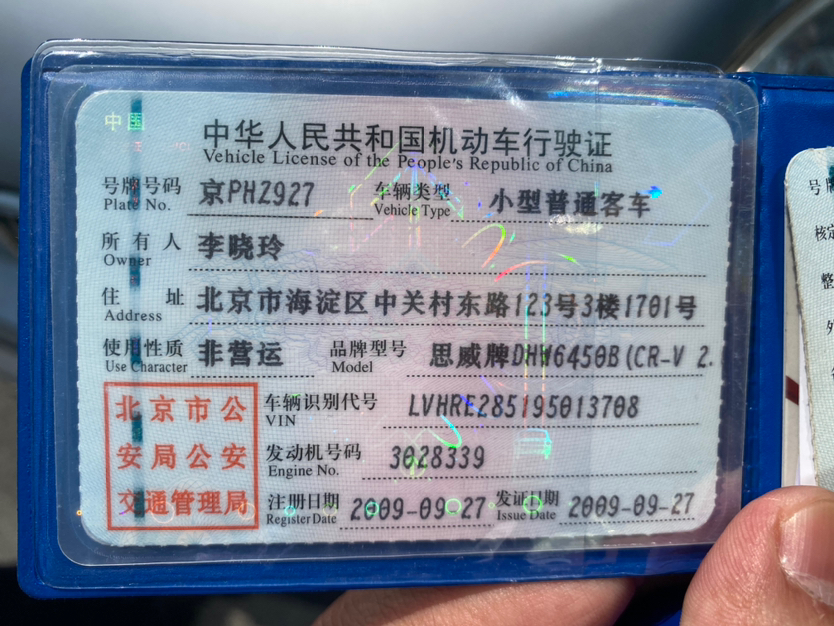 中国
中华人民共和国机动车行驶证
Vehicle License of the People's Republic of China
号牌号码 京PHZ927 车辆类型 小型普通客车
Plate No. Vehicle Type
所有人 李晓玲
Owner
住址 北京市海淀区中关村东路123号3楼1701号
Address
使用性质 非营运 品牌型号 思威牌DHW6450B(CR-V 2.
Use Character Model
北京市公安局公安交通管理局
车辆识别代号 LVHRE285195013708
VIN
发动机号码 3028339
Engine No.
注册日期 2009-09-27 发证日期 2009-09-27
Register Date Issue Date
号牌
核定
整